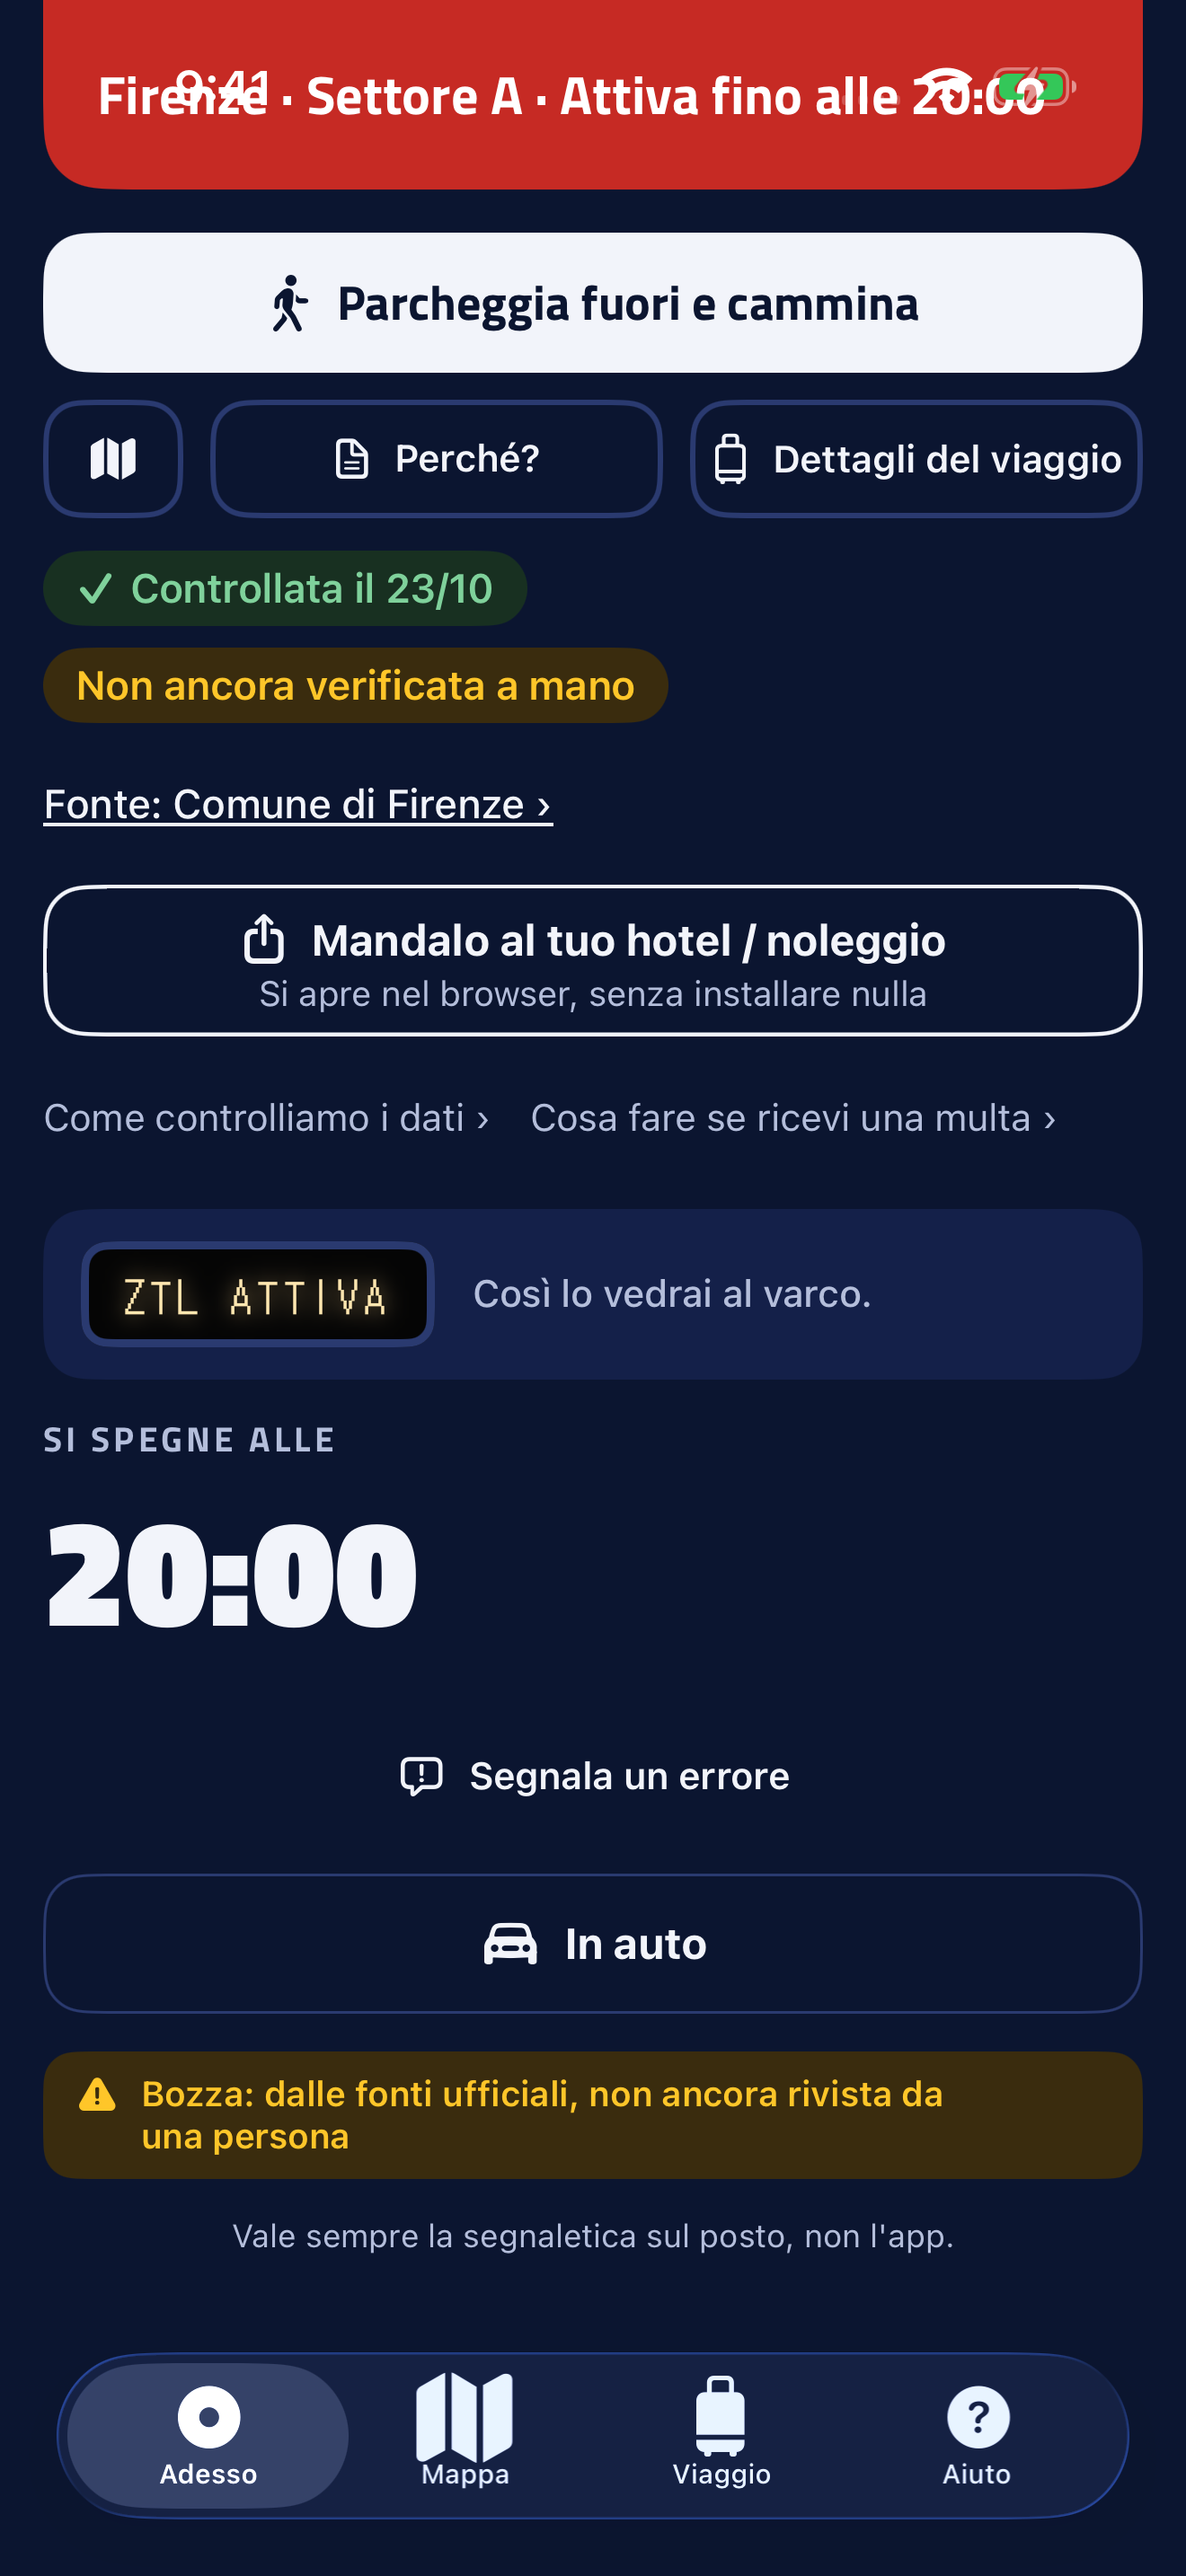 9:41
Firenze · Settore A · Attiva fino alle 20:00
Parcheggia fuori e cammina
Perché?
Dettagli del viaggio
Controllata il 23/10
Non ancora verificata a mano
Fonte: Comune di Firenze ›
Mandalo al tuo hotel / noleggio
Si apre nel browser, senza installare nulla
Come controlliamo i dati ›
Cosa fare se ricevi una multa ›
ZTL ATTIVA
Così lo vedrai al varco.
SI SPEGNE ALLE
20:00
Segnala un errore
In auto
Bozza: dalle fonti ufficiali, non ancora rivista da
una persona
Vale sempre la segnaletica sul posto, non l'app.
Adesso
Mappa
Viaggio
Aiuto